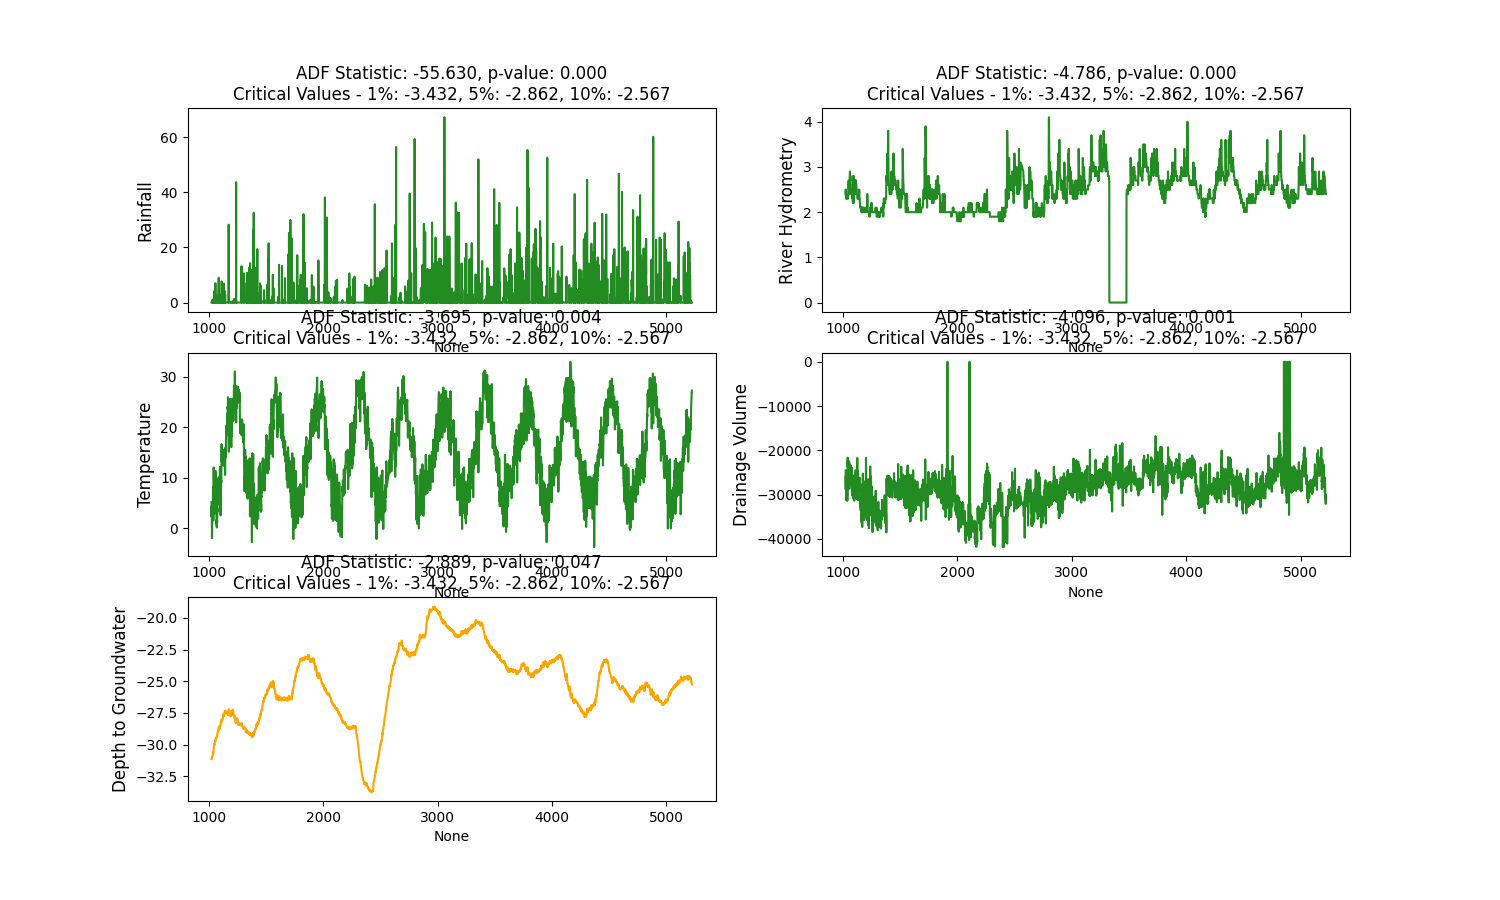 ADF Statistic: -55.630, p-value: 0.000
Critical Values - 1%: -3.432, 5%: -2.862, 10%: -2.567
Rainfall
60
40
20
0
1000 2000 3000 4000 5000
None
ADF Statistic: -4.786, p-value: 0.000
Critical Values - 1%: -3.432, 5%: -2.862, 10%: -2.567
River Hydrometry
4
3
2
1
0
1000 2000 3000 4000 5000
None
ADF Statistic: -3.695, p-value: 0.004
Critical Values - 1%: -3.432, 5%: -2.862, 10%: -2.567
Temperature
30
20
10
0
1000 2000 3000 4000 5000
None
ADF Statistic: -4.096, p-value: 0.001
Critical Values - 1%: -3.432, 5%: -2.862, 10%: -2.567
Drainage Volume
0
−10000
−20000
−30000
−40000
1000 2000 3000 4000 5000
None
ADF Statistic: -2.889, p-value: 0.047
Critical Values - 1%: -3.432, 5%: -2.862, 10%: -2.567
Depth to Groundwater
−20.0
−22.5
−25.0
−27.5
−30.0
−32.5
1000 2000 3000 4000 5000
None